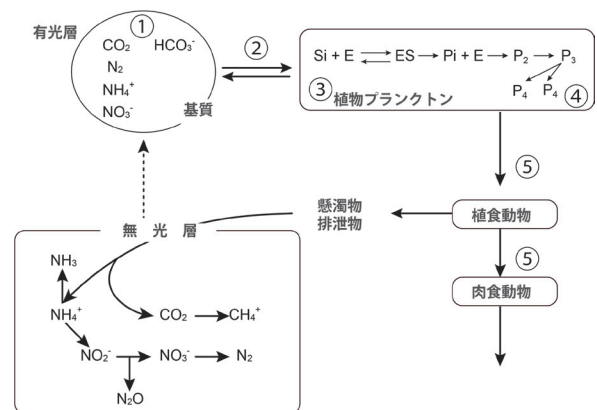 有光層
①
CO₂ HCO₃⁻
N₂
NH₄⁺
NO₃⁻
基質
②
Si + E ⇄ ES → Pi + E → P₂ → P₃
P₄ P₄
③ 植物プランクトン ④
⑤
植食動物
懸濁物
排泄物
⑤
肉食動物
無光層
NH₃
NH₄⁺
CO₂ → CH₄⁺
NO₂⁻ → NO₃⁻ → N₂
N₂O